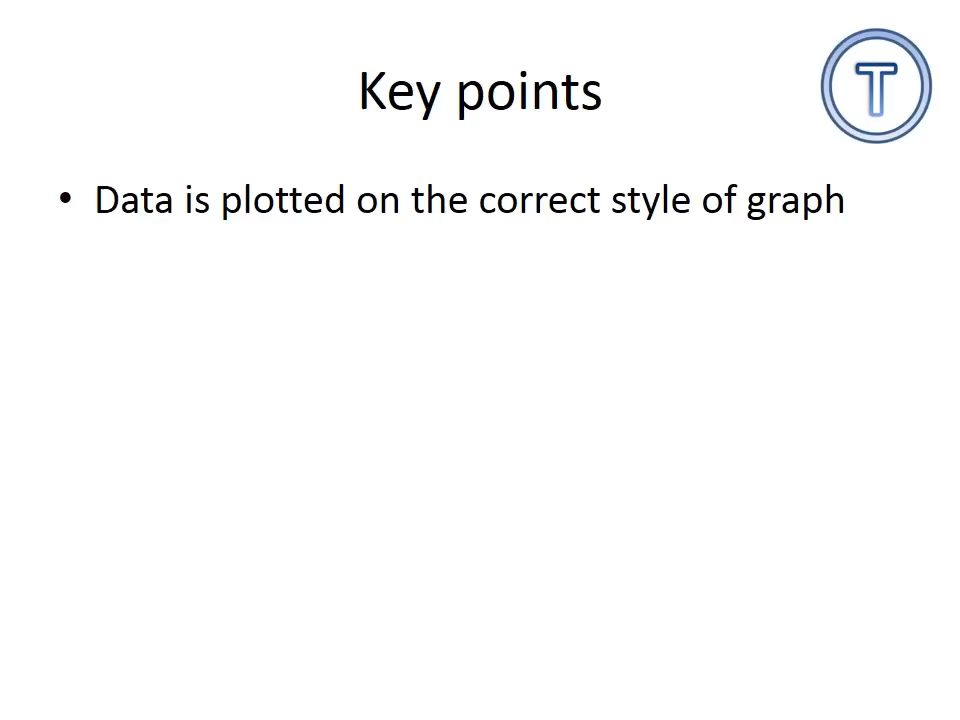 Key points
T
• Data is plotted on the correct style of graph